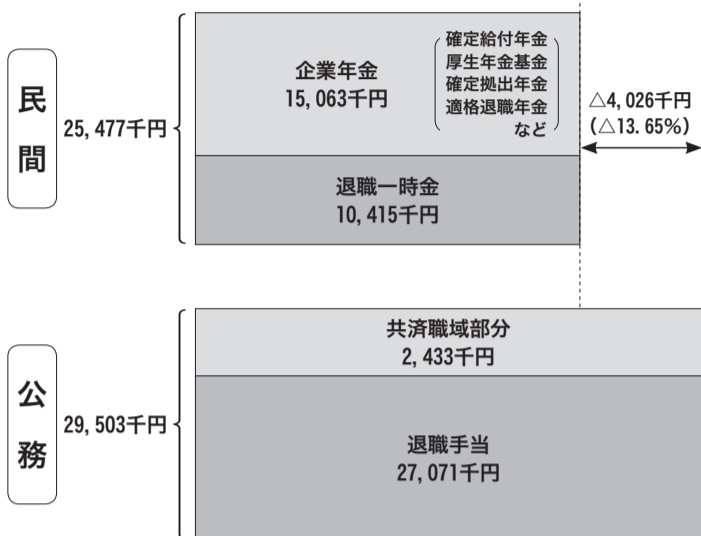 民間
25,477千円
企業年金
15,063千円
確定給付年金
厚生年金基金
確定拠出年金
適格退職年金
など
△4,026千円
(△13.65%)
退職一時金
10,415千円
公務
29,503千円
共済職域部分
2,433千円
退職手当
27,071千円